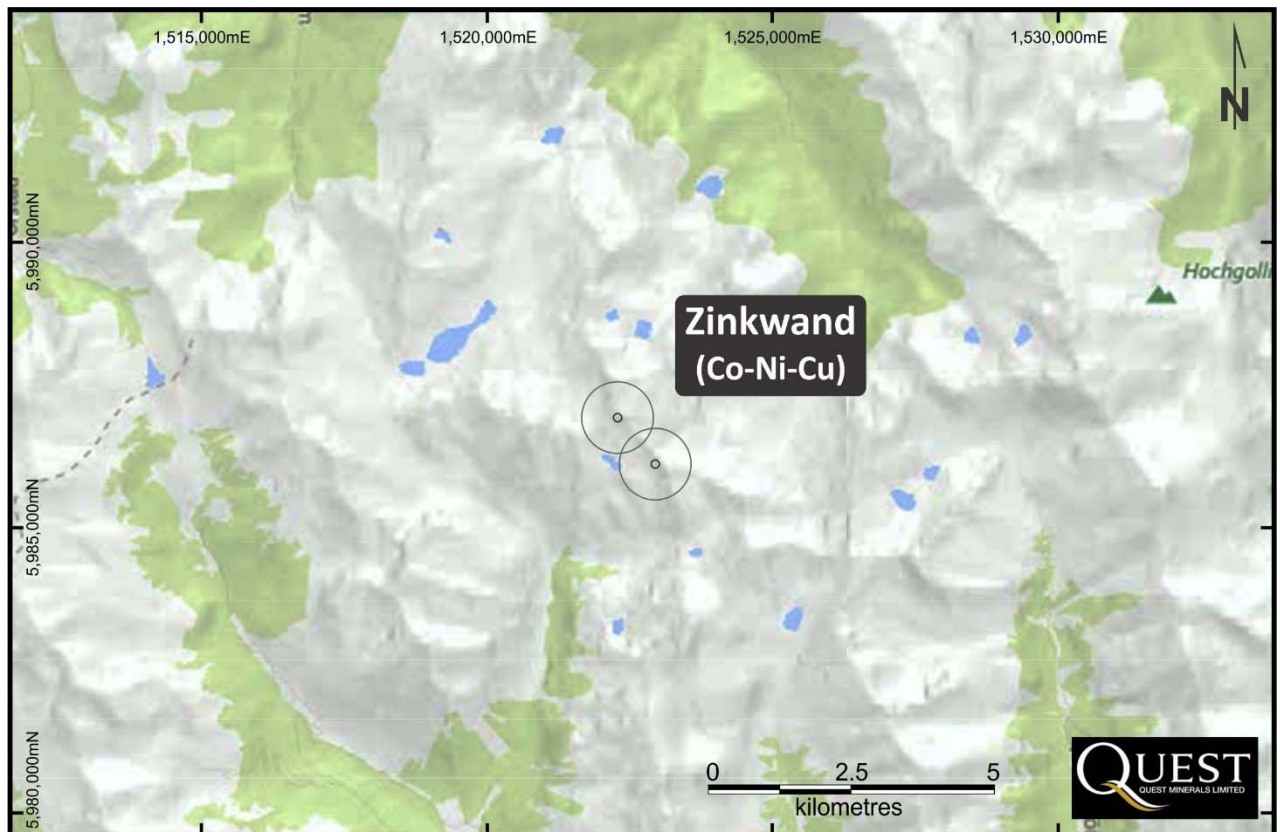 1,515,000mE
1,520,000mE
1,525,000mE
1,530,000mE
N
5,990,000mN
Hochgoll
Zinkwand
(Co-Ni-Cu)
5,985,000mN
5,980,000mN
0 2.5 5
kilometres
QUEST
QUEST MINERALS LIMITED